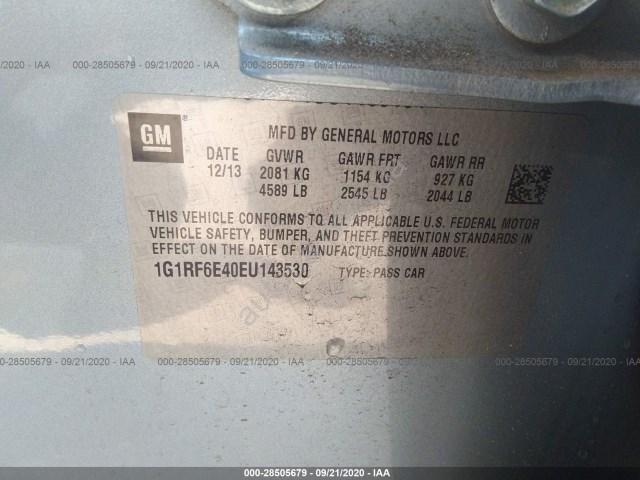 000-28505679 - 09/21/2020 - IAA
GM
MFD BY GENERAL MOTORS LLC
DATE GVWR GAWR FRT GAWR RR
12/13 2081 KG 1154 KG 927 KG
4589 LB 2545 LB 2044 LB
THIS VEHICLE CONFORMS TO ALL APPLICABLE U.S. FEDERAL MOTOR
VEHICLE SAFETY, BUMPER, AND THEFT PREVENTION STANDARDS IN
EFFECT ON THE DATE OF MANUFACTURE SHOWN ABOVE.
1G1RF6E40EU143530 TYPE: PASS CAR
000-28505679 - 09/21/2020 - IAA
000-28505679 - 09/21/2020 - IAA
000-28505679 - 09/21/2020 - IAA
000-28505679 - 09/21/2020 - IAA